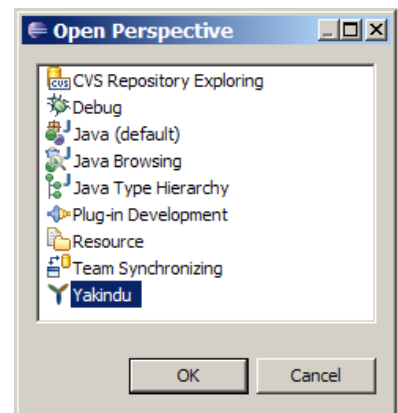 Open Perspective
CVS Repository Exploring
Debug
Java (default)
Java Browsing
Java Type Hierarchy
Plug-in Development
Resource
Team Synchronizing
Yakindu
OK Cancel